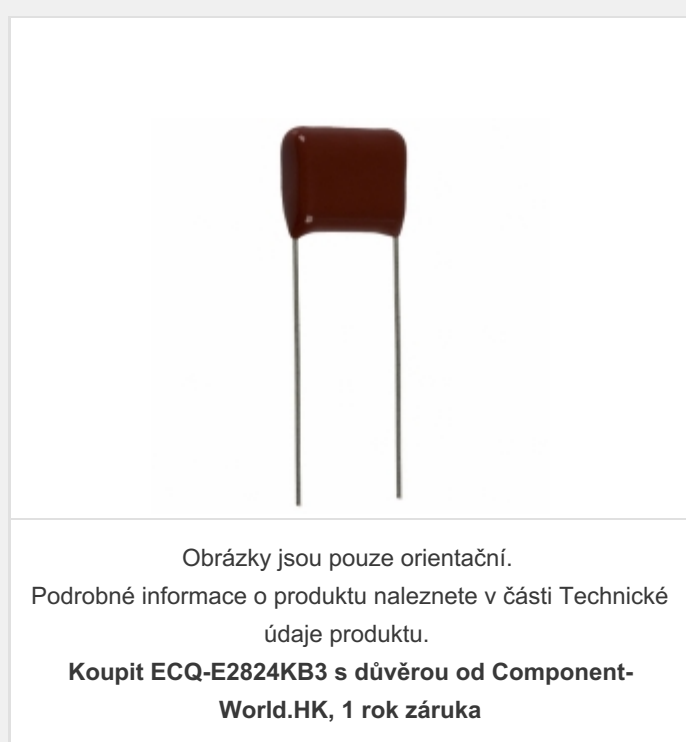 Obrázky jsou pouze orientační.
Podrobné informace o produktu naleznete v části Technické
údaje produktu.
Koupit ECQ-E2824KB3 s důvěrou od Component-
World.HK, 1 rok záruka